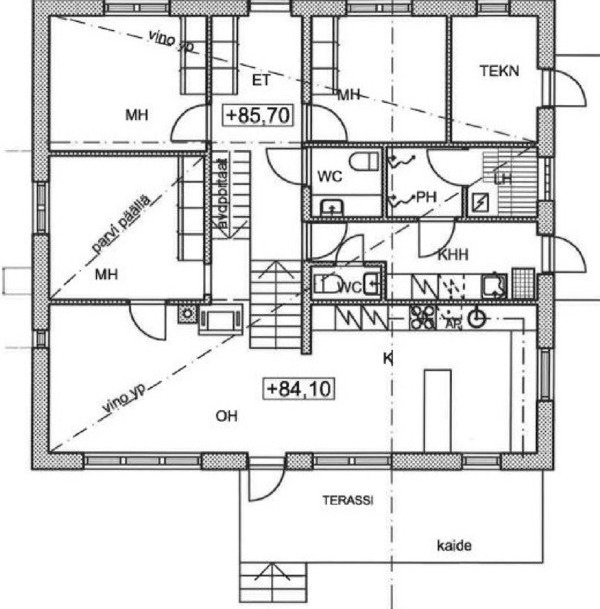 vino yp
ET
TEKN
MH
MH
+85,70
WC
PH
LH
avoportaat
parvi päällä
MH
KHH
WC
AP
K
+84,10
vino yp
OH
TERASSI
kaide